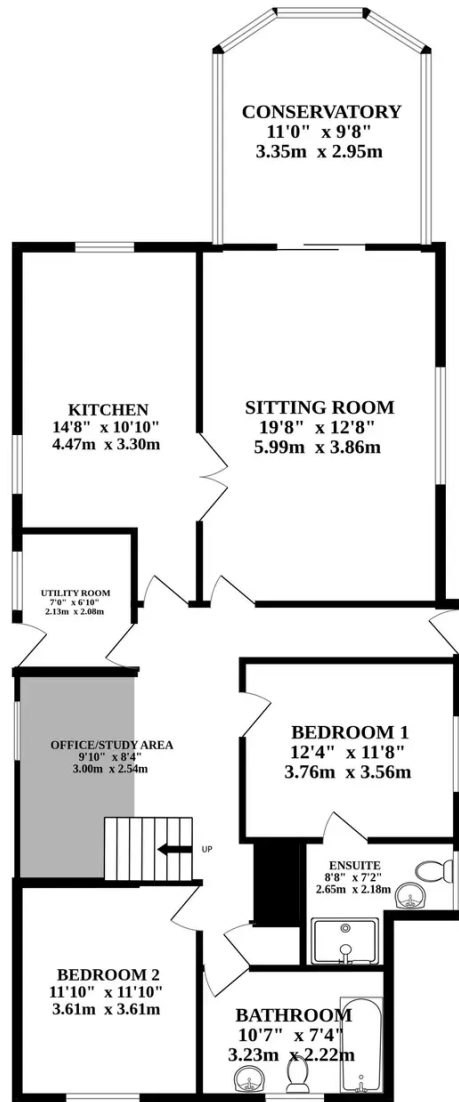 CONSERVATORY
11'0" x 9'8"
3.35m x 2.95m
KITCHEN
14'8" x 10'10"
4.47m x 3.30m
SITTING ROOM
19'8" x 12'8"
5.99m x 3.86m
UTILITY ROOM
7'0" x 6'10"
2.13m x 2.08m
OFFICE/STUDY AREA
9'10" x 8'4"
3.00m x 2.54m
BEDROOM 1
12'4" x 11'8"
3.76m x 3.56m
UP
ENSUITE
8'8" x 7'2"
2.65m x 2.18m
BEDROOM 2
11'10" x 11'10"
3.61m x 3.61m
BATHROOM
10'7" x 7'4"
3.23m x 2.22m